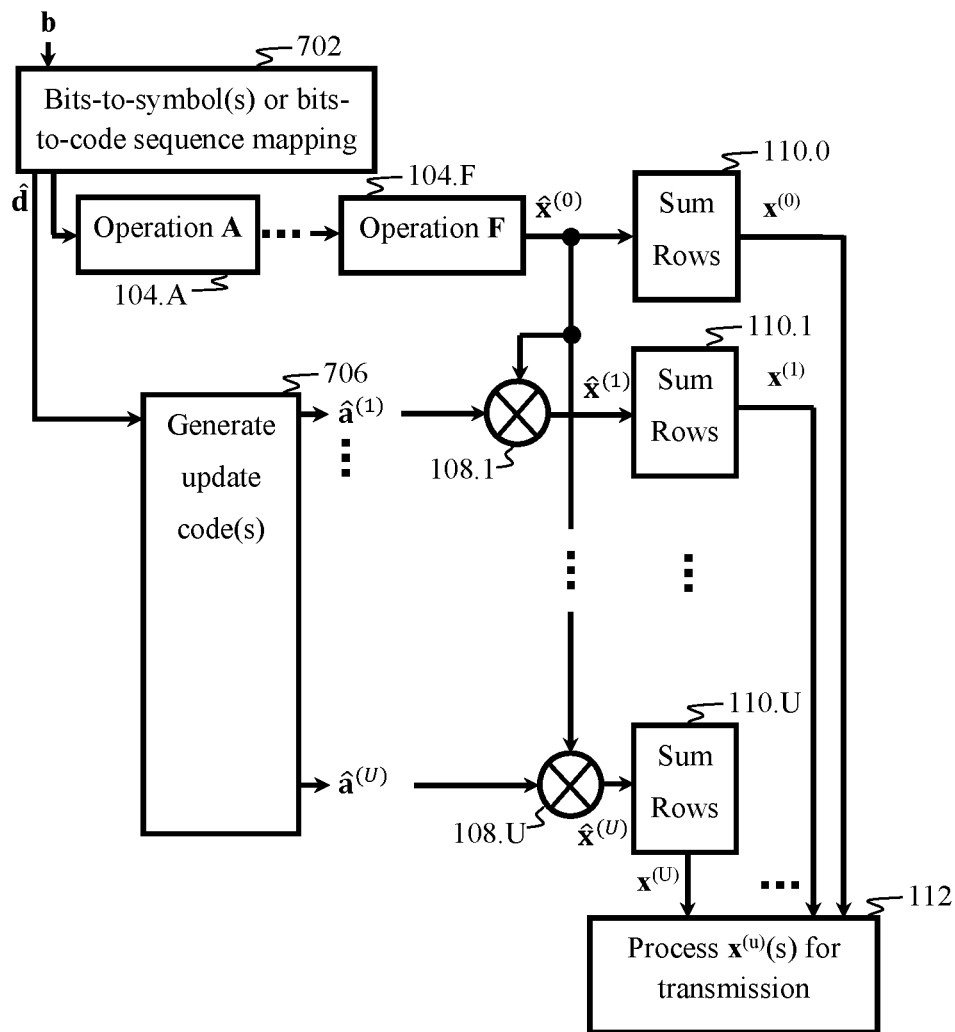 b
702
Bits-to-symbol(s) or bits-
to-code sequence mapping
d̂
104.F
110.0
Operation A
Operation F
x̂⁽⁰⁾
Sum
Rows
x⁽⁰⁾
104.A
110.1
706
Generate
update
code(s)
â⁽¹⁾
108.1
x̂⁽¹⁾
Sum
Rows
x⁽¹⁾
110.U
â⁽ᵁ⁾
108.U
x̂⁽ᵁ⁾
Sum
Rows
x⁽ᵁ⁾
112
Process x⁽ᵘ⁾(s) for
transmission